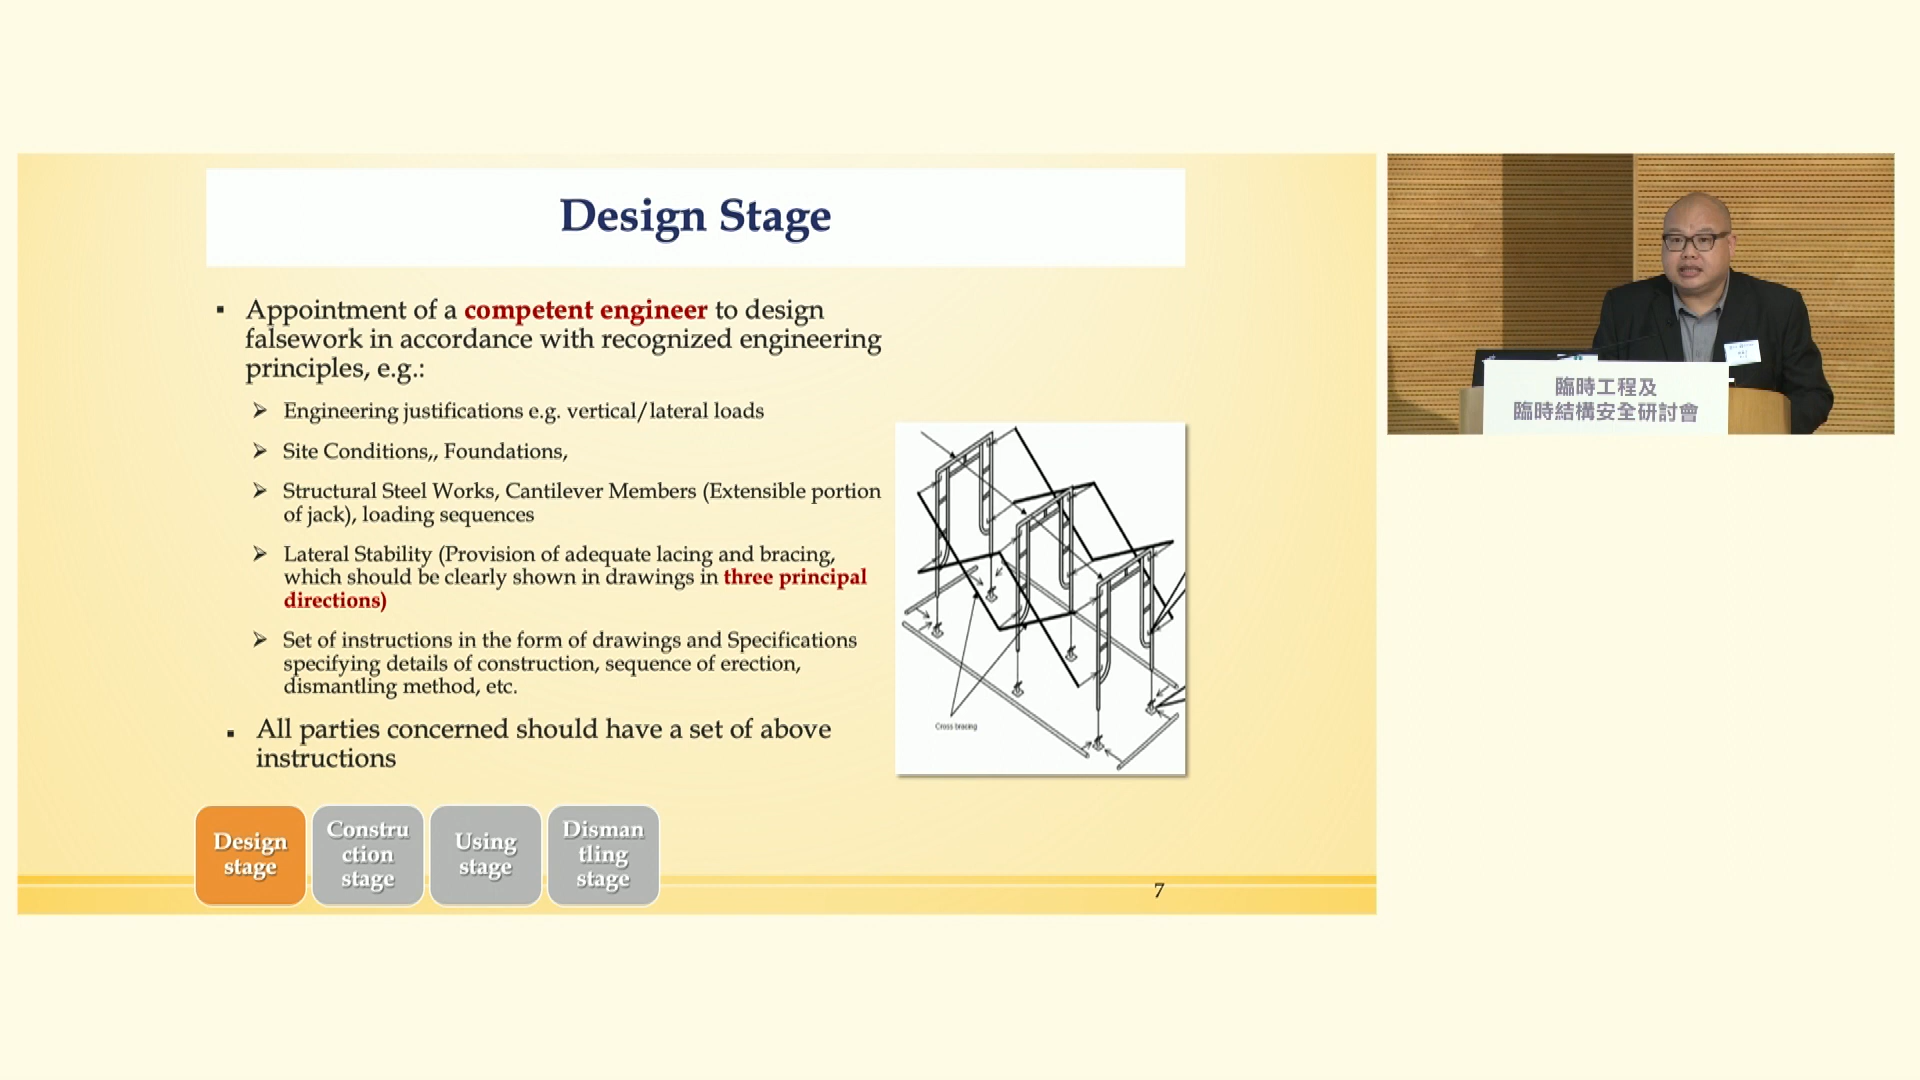 Design Stage
▪ Appointment of a competent engineer to design
falsework in accordance with recognized engineering
principles, e.g.:
➢ Engineering justifications e.g. vertical/lateral loads
➢ Site Conditions,, Foundations,
➢ Structural Steel Works, Cantilever Members (Extensible portion
of jack), loading sequences
➢ Lateral Stability (Provision of adequate lacing and bracing,
which should be clearly shown in drawings in three principal
directions)
➢ Set of instructions in the form of drawings and Specifications
specifying details of construction, sequence of erection,
dismantling method, etc.
▪ All parties concerned should have a set of above
instructions
Cross bracing
Design
stage
Constru
ction
stage
Using
stage
Disman
tling
stage
7
臨時工程及
臨時結構安全研討會